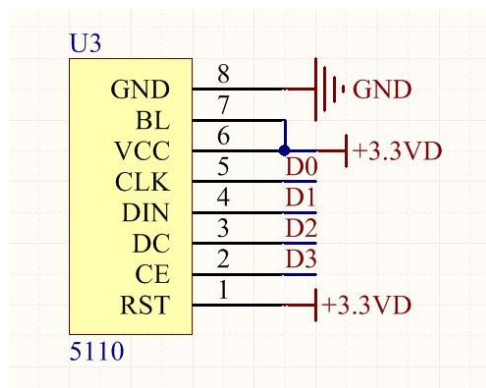 U3
GND 8 GND
BL 7
VCC 6 +3.3VD
CLK 5 D0
DIN 4 D1
DC 3 D2
CE 2 D3
RST 1 +3.3VD
5110